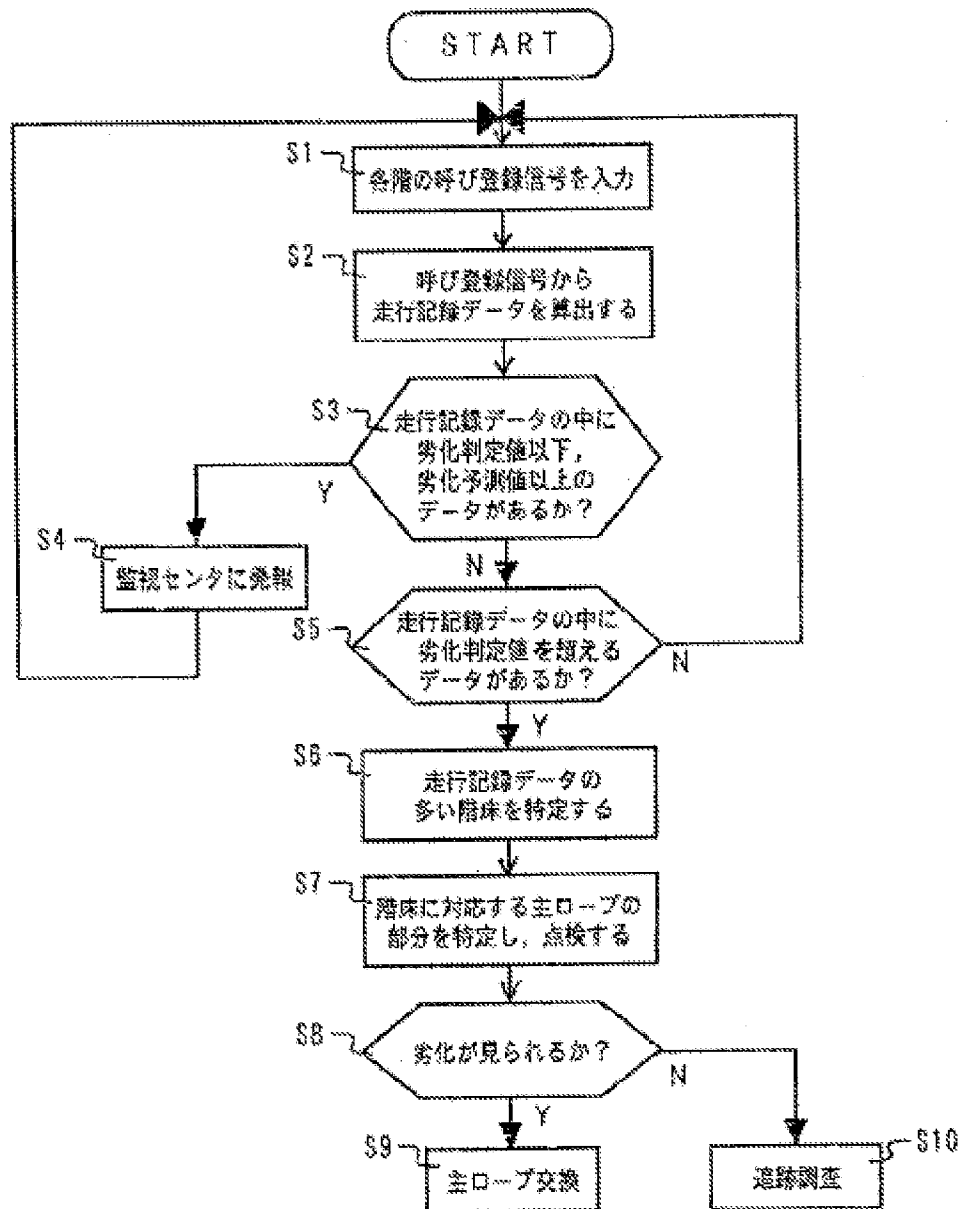 START
S1
各階の呼び登録信号を入力
S2
呼び登録信号から
走行記録データを算出する
S3
走行記録データの中に
劣化判定値以下,
劣化予測値以上の
データがあるか?
Y
N
S4
監視センタに発報
S5
走行記録データの中に
劣化判定値を超える
データがあるか?
N
Y
S6
走行記録データの
多い階床を特定する
S7
階床に対応する主ロープの
部分を特定し, 点検する
S8
劣化が見られるか?
N
Y
S9
主ロープ交換
S10
追跡調査